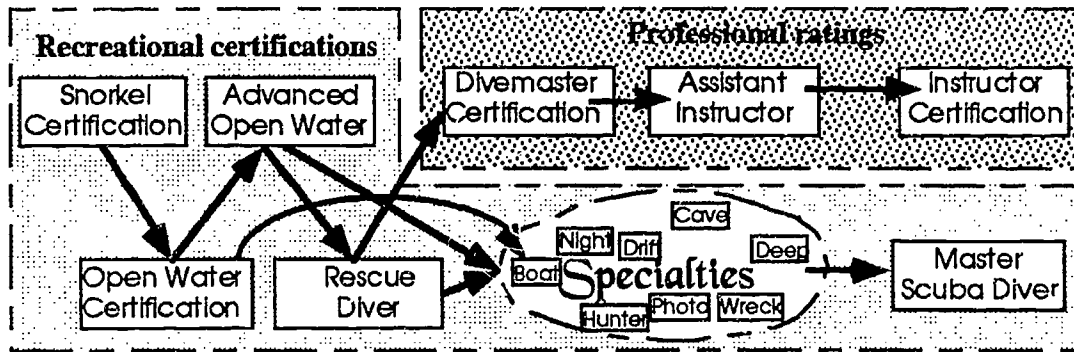 Recreational certifications
Professional ratings
Snorkel
Certification
Advanced
Open Water
Divemaster
Certification
Assistant
Instructor
Instructor
Certification
Open Water
Certification
Rescue
Diver
Cave
Night
Drift
Deep
Boat
Specialties
Hunter
Photo
Wreck
Master
Scuba Diver